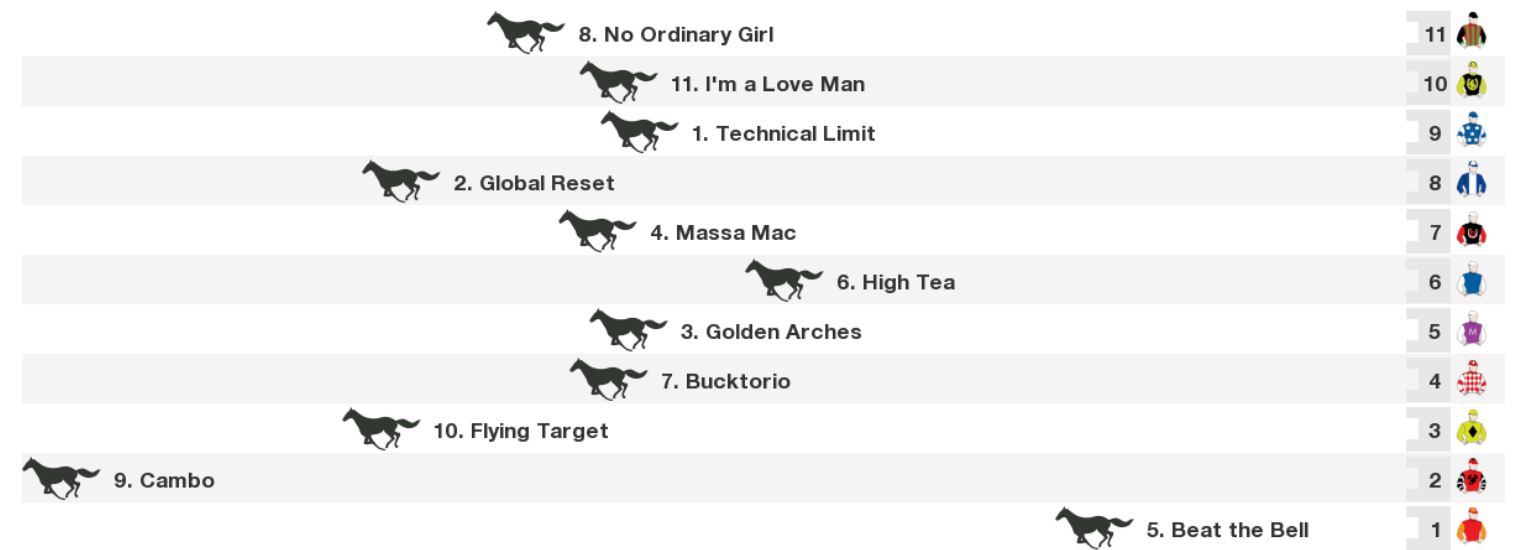 8. No Ordinary Girl 11
11. I'm a Love Man 10
1. Technical Limit 9
2. Global Reset 8
4. Massa Mac 7
6. High Tea 6
3. Golden Arches 5
M
7. Bucktorio 4
10. Flying Target 3
9. Cambo 2
5. Beat the Bell 1